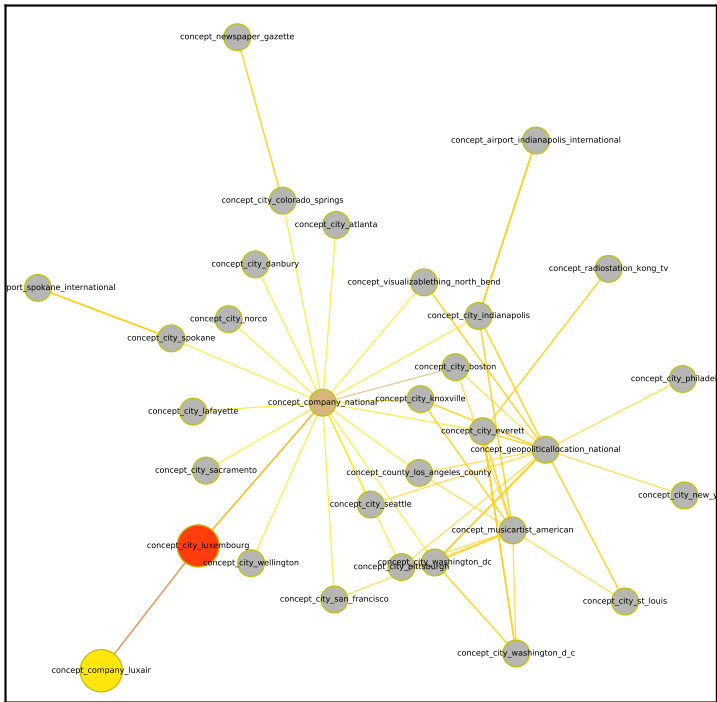 concept_newspaper_gazette
concept_airport_indianapolis_international
concept_city_colorado_springs
concept_city_atlanta
concept_city_danbury
concept_radiostation_kong_tv
concept_visualizablething_north_bend
port_spokane_international
concept_city_indianapolis
concept_city_norco
concept_city_spokane
concept_city_boston
concept_city_philadel
concept_company_national
concept_city_knoxville
concept_city_lafayette
concept_city_everett
concept_geopoliticallocation_national
concept_city_sacramento
concept_county_los_angeles_county
concept_city_new_y
concept_city_seattle
concept_musicartist_american
concept_city_luxembourg
concept_city_wellington
concept_city_washington_dc
concept_city_pittsburgh
concept_city_san_francisco
concept_city_st_louis
concept_city_washington_d_c
concept_company_luxair